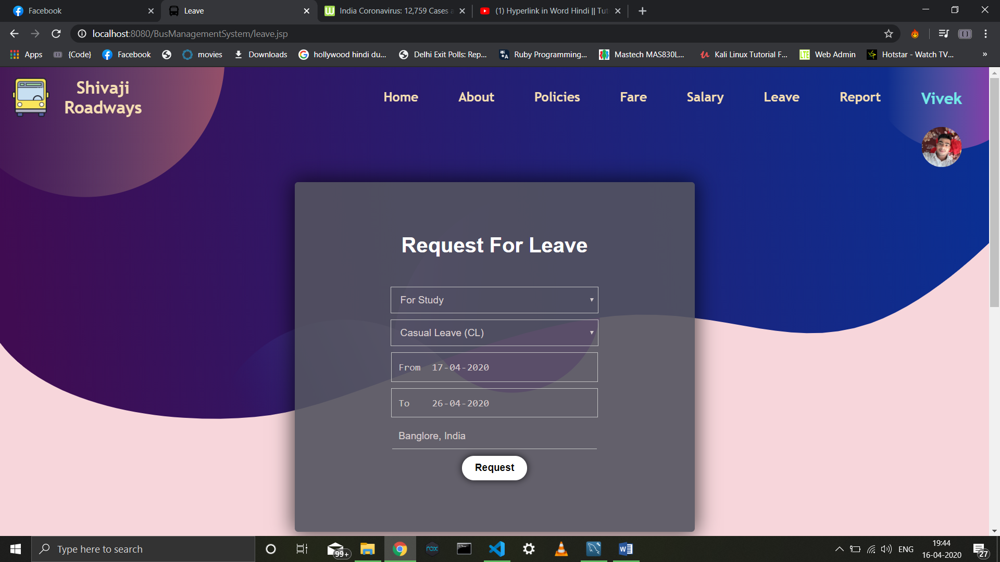 Facebook
Leave
India Coronavirus: 12,759 Cases a
(1) Hyperlink in Word Hindi || Tut
localhost:8080/BusManagementSystem/leave.jsp
Apps
{Code}
Facebook
movies
Downloads
hollywood hindi du...
Delhi Exit Polls: Rep...
Ruby Programming...
Mastech MAS830L...
Kali Linux Tutorial F...
LTE
Web Admin
Hotstar - Watch TV...
»
Shivaji
Roadways
Home
About
Policies
Fare
Salary
Leave
Report
Vivek
Request For Leave
For Study
Casual Leave (CL)
From 17-04-2020
To 26-04-2020
Banglore, India
Request
Type here to search
99+
nox
ENG
19:44
16-04-2020
27